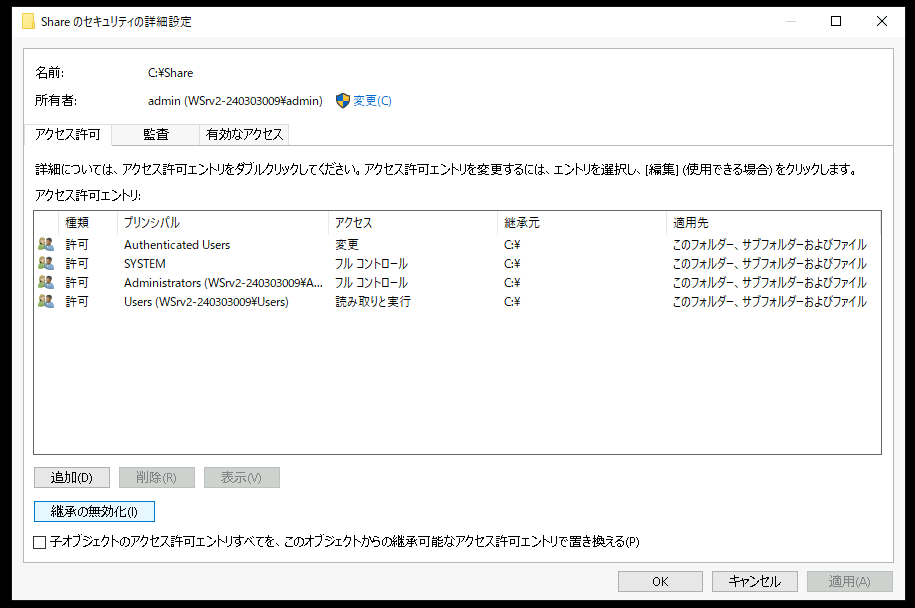 Share のセキュリティの詳細設定
名前: C:¥Share
所有者: admin (WSrv2-240303009¥admin) 変更(C)
アクセス許可 監査 有効なアクセス
詳細については、アクセス許可エントリをダブルクリックしてください。アクセス許可エントリを変更するには、エントリを選択し、[編集] (使用できる場合) をクリックします。
アクセス許可エントリ:
種類 プリンシパル アクセス 継承元 適用先
許可 Authenticated Users 変更 C:¥ このフォルダー、サブフォルダーおよびファイル
許可 SYSTEM フル コントロール C:¥ このフォルダー、サブフォルダーおよびファイル
許可 Administrators (WSrv2-240303009¥A... フル コントロール C:¥ このフォルダー、サブフォルダーおよびファイル
許可 Users (WSrv2-240303009¥Users) 読み取りと実行 C:¥ このフォルダー、サブフォルダーおよびファイル
追加(D) 削除(R) 表示(V)
継承の無効化(I)
子オブジェクトのアクセス許可エントリすべてを、このオブジェクトからの継承可能なアクセス許可エントリで置き換える(P)
OK キャンセル 適用(A)